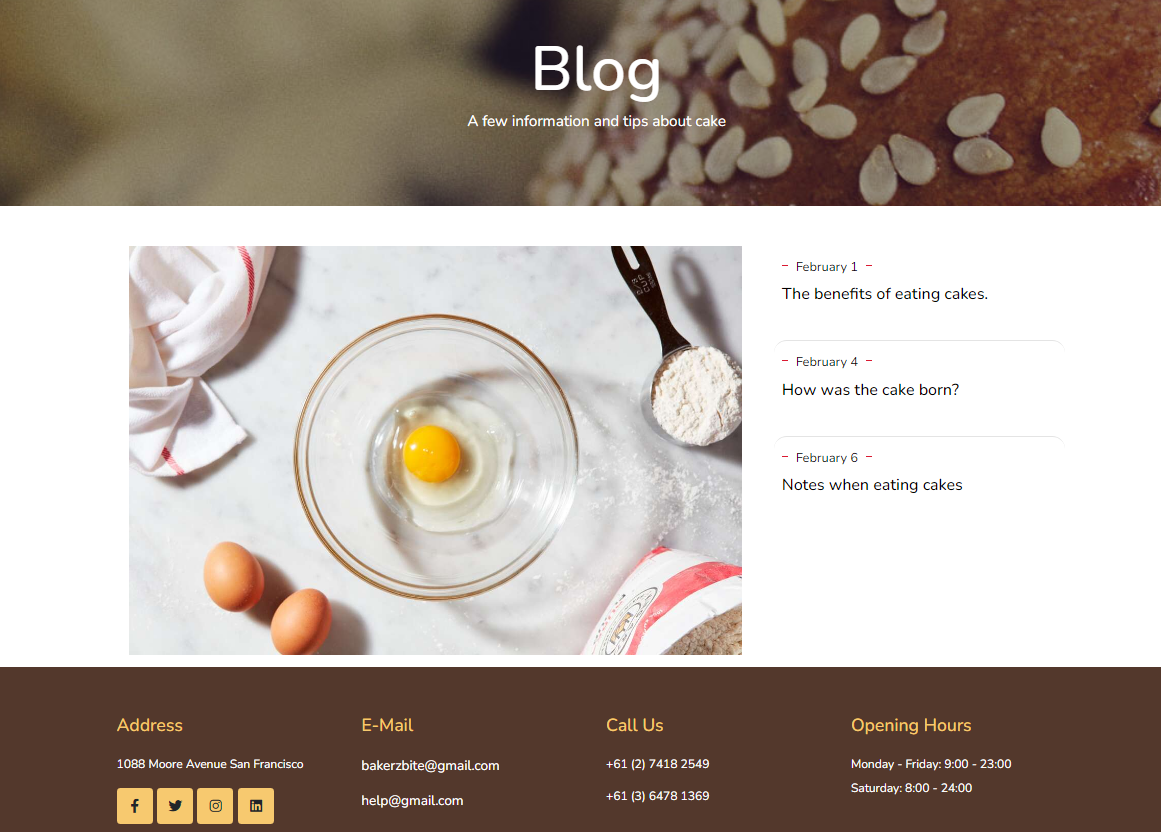 Blog
A few information and tips about cake
February 1
The benefits of eating cakes.
February 4
How was the cake born?
February 6
Notes when eating cakes
Address
1088 Moore Avenue San Francisco
E-Mail
bakerzbite@gmail.com
help@gmail.com
Call Us
+61 (2) 7418 2549
+61 (3) 6478 1369
Opening Hours
Monday - Friday: 9:00 - 23:00
Saturday: 8:00 - 24:00